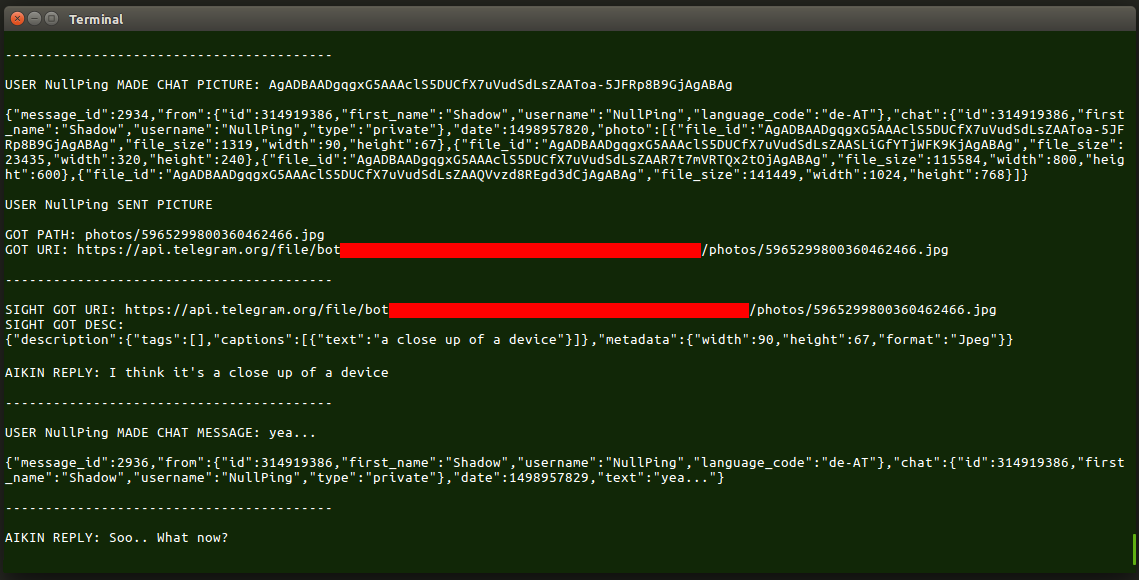 Terminal
-----------------------------------------
USER NullPing MADE CHAT PICTURE: AgADBAADgqgxG5AAAclS5DUCfX7uVudSdLsZAAToa-5JFRp8B9GjAgABAg
{"message_id":2934,"from":{"id":314919386,"first_name":"Shadow","username":"NullPing","language_code":"de-AT"},"chat":{"id":314919386,"first
_name":"Shadow","username":"NullPing","type":"private"},"date":1498957820,"photo":[{"file_id":"AgADBAADgqgxG5AAAclS5DUCfX7uVudSdLsZAAToa-5JF
Rp8B9GjAgABAg","file_size":1319,"width":90,"height":67},{"file_id":"AgADBAADgqgxG5AAAclS5DUCfX7uVudSdLsZAASLiGfYTjWFK9KjAgABAg","file_size":
23435,"width":320,"height":240},{"file_id":"AgADBAADgqgxG5AAAclS5DUCfX7uVudSdLsZAAR7t7mVRTQx2tOjAgABAg","file_size":115584,"width":800,"heig
ht":600},{"file_id":"AgADBAADgqgxG5AAAclS5DUCfX7uVudSdLsZAAQVvzd8REgd3dCjAgABAg","file_size":141449,"width":1024,"height":768}]}
USER NullPing SENT PICTURE
GOT PATH: photos/5965299800360462466.jpg
GOT URI: https://api.telegram.org/file/bot/photos/5965299800360462466.jpg
-----------------------------------------
SIGHT GOT URI: https://api.telegram.org/file/bot/photos/5965299800360462466.jpg
SIGHT GOT DESC:
{"description":{"tags":[],"captions":[{"text":"a close up of a device"}]},"metadata":{"width":90,"height":67,"format":"Jpeg"}}
AIKIN REPLY: I think it's a close up of a device
-----------------------------------------
USER NullPing MADE CHAT MESSAGE: yea...
{"message_id":2936,"from":{"id":314919386,"first_name":"Shadow","username":"NullPing","language_code":"de-AT"},"chat":{"id":314919386,"first
_name":"Shadow","username":"NullPing","type":"private"},"date":1498957829,"text":"yea..."}
-----------------------------------------
AIKIN REPLY: Soo.. What now?